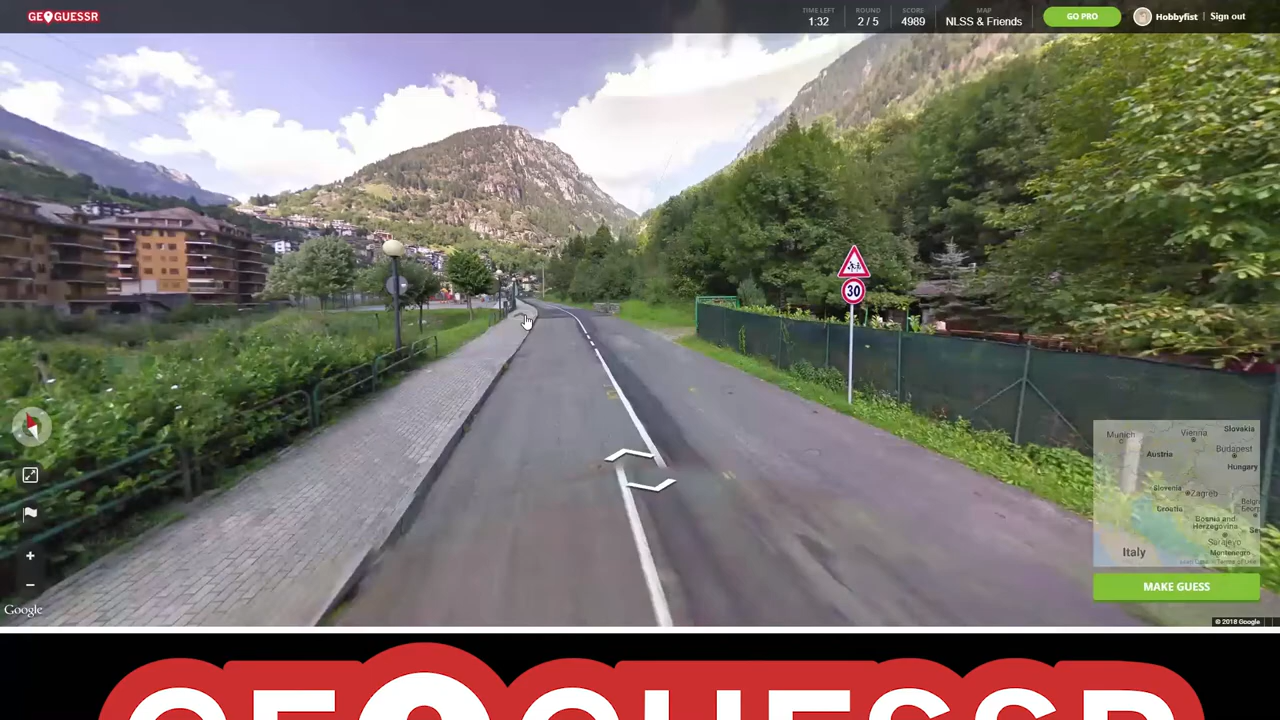 GEOGUESSR
TIME LEFT
1:32
ROUND
2 / 5
SCORE
4989
MAP
NLSS & Friends
GO PRO
Hobbyfist
Sign out
30
Munich
Vienna
Slovakia
Austria
Budapest
Hungary
Slovenia
Zagreb
Croatia
Bosnia and
Herzegovina
Sarajevo
Montenegro
Italy
MAKE GUESS
Google
© 2018 Google
GEOGUESSR